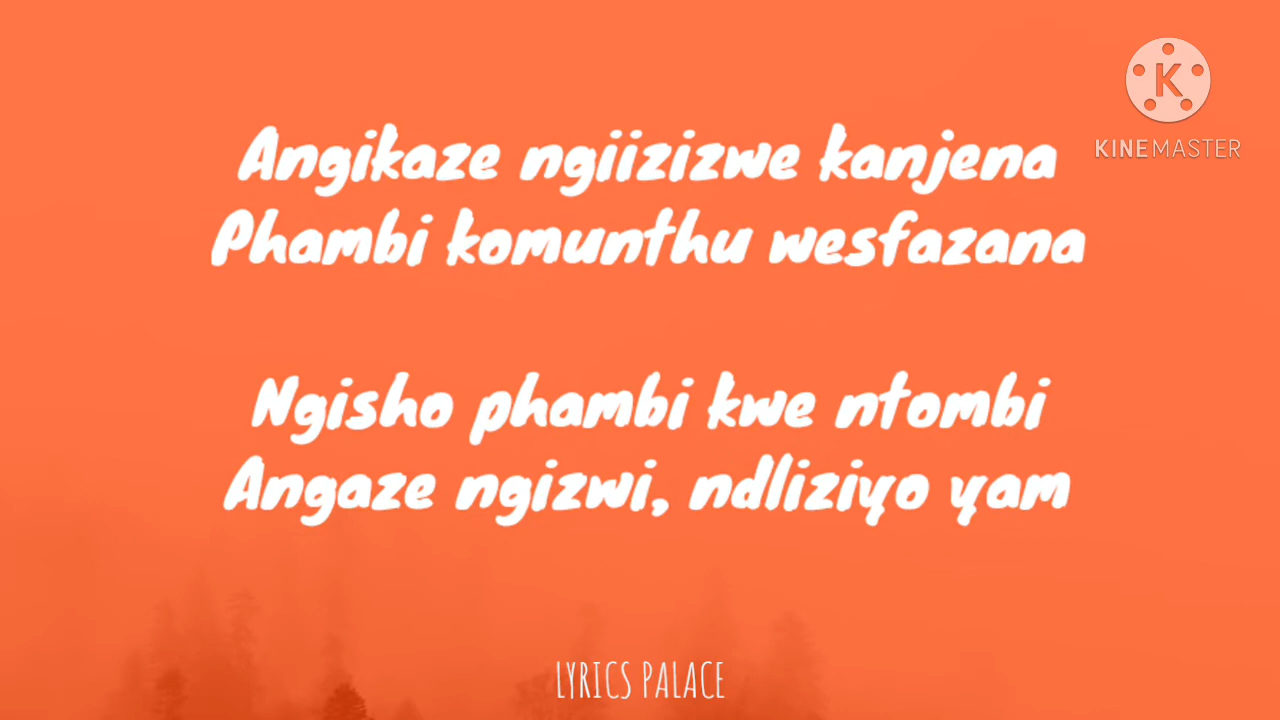 KINEMASTER
Angikaze ngiizizwe kanjena
Phambi komunthu wesfazana
Ngisho phambi kwe ntombi
Angaze ngizwi, ndliziyo yam
LYRICS PALACE